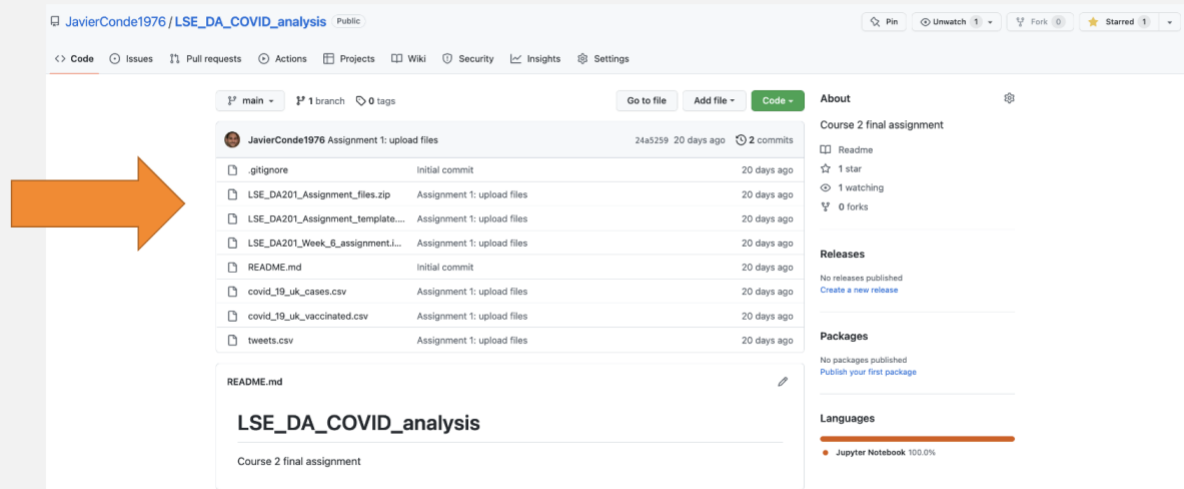 JavierConde1976 / LSE_DA_COVID_analysis Public
Pin Unwatch 1 Fork 0 Starred 1
<> Code Issues Pull requests Actions Projects Wiki Security Insights Settings
main 1 branch 0 tags Go to file Add file Code
JavierConde1976 Assignment 1: upload files 24a5259 20 days ago 2 commits
.gitignore Initial commit 20 days ago
LSE_DA201_Assignment_files.zip Assignment 1: upload files 20 days ago
LSE_DA201_Assignment_template.... Assignment 1: upload files 20 days ago
LSE_DA201_Week_6_assignment.i... Assignment 1: upload files 20 days ago
README.md Initial commit 20 days ago
covid_19_uk_cases.csv Assignment 1: upload files 20 days ago
covid_19_uk_vaccinated.csv Assignment 1: upload files 20 days ago
tweets.csv Assignment 1: upload files 20 days ago
README.md
LSE_DA_COVID_analysis
Course 2 final assignment
About
Course 2 final assignment
Readme
1 star
1 watching
0 forks
Releases
No releases published
Create a new release
Packages
No packages published
Publish your first package
Languages
Jupyter Notebook 100.0%